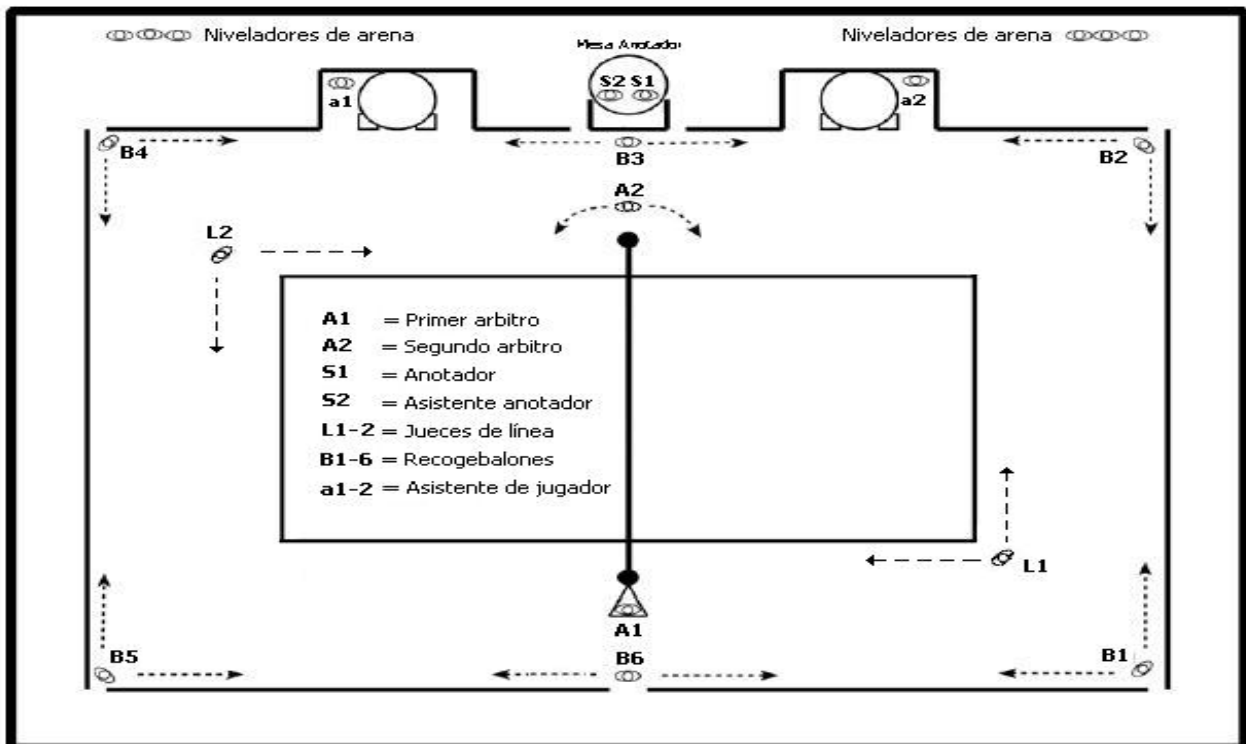 Niveladores de arena
Niveladores de arena
Mesa Anotador
S2 S1
a1
a2
B4
B3
B2
A2
L2
A1 = Primer arbitro
A2 = Segundo arbitro
S1 = Anotador
S2 = Asistente anotador
L1-2 = Jueces de línea
B1-6 = Recogebalones
a1-2 = Asistente de jugador
L1
A1
B5
B6
B1